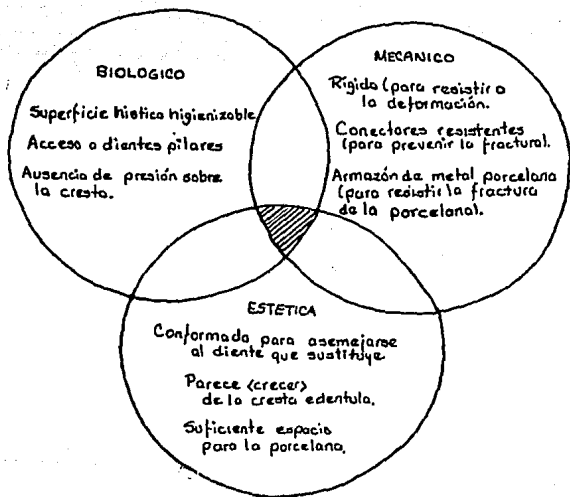 BIOLOGICO
Superficie histica higienizable
Acceso a dientes pilares
Ausencia de presión sobre
la cresta.
MECANICO
Rígido (para resistir a
la deformación.
Conectores resistentes
(para prevenir la fractura).
Armazón de metal porcelana
(para resistir la fractura
de la porcelana).
ESTETICA
Conformado para asemejarse
al diente que sustituye
Parece <crecer>
de la cresta edentula.
Suficiente espacio
para la porcelana.